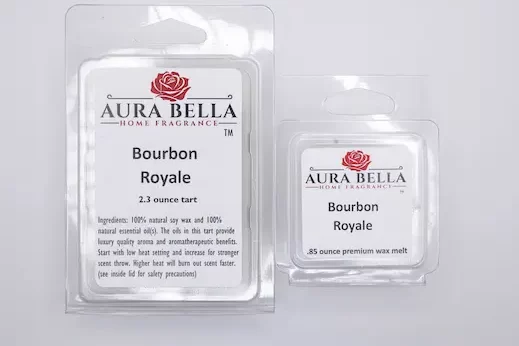 AURA BELLA
HOME FRAGRANCE
TM
Bourbon
Royale
2.3 ounce tart
Ingredients: 100% natural soy wax and 100%
natural essential oil(s). The oils in this tart provide
luxury quality aroma and aromatherapeutic benefits.
Start with low heat setting and increase for stronger
scent throw. Higher heat will burn out scent faster.
(see inside lid for safety precautions)
AURA BELLA
HOME FRAGRANCE
Bourbon
Royale
.85 ounce premium wax melt